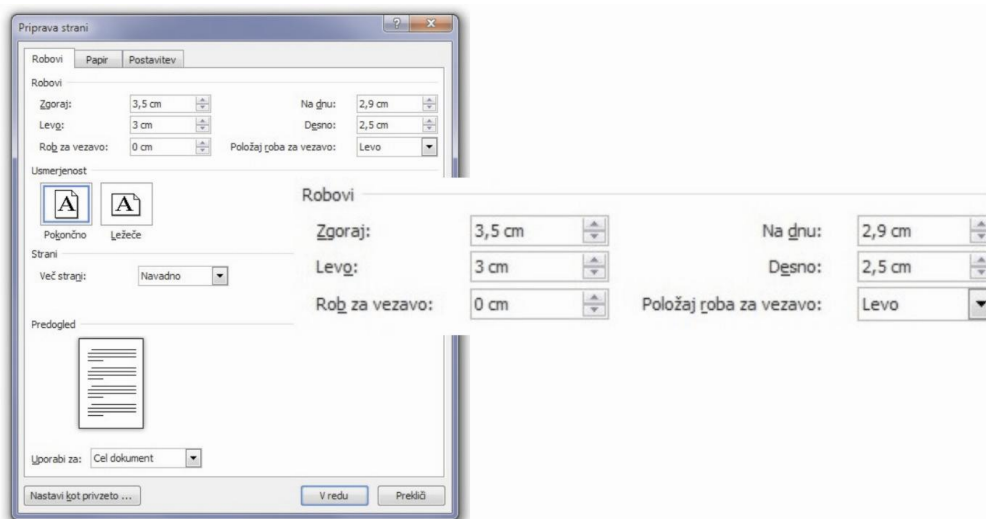 Priprava strani
Robovi Papir Postavitev
Robovi
Zgoraj: 3,5 cm Na dnu: 2,9 cm
Levo: 3 cm Desno: 2,5 cm
Rob za vezavo: 0 cm Položaj roba za vezavo: Levo
Usmerjenost
A A
Pokončno Ležeče
Strani
Več strani: Navadno
Predogled
Uporabi za: Cel dokument
Nastavi kot privzeto ... V redu Prekliči
Robovi
Zgoraj: 3,5 cm Na dnu: 2,9 cm
Levo: 3 cm Desno: 2,5 cm
Rob za vezavo: 0 cm Položaj roba za vezavo: Levo